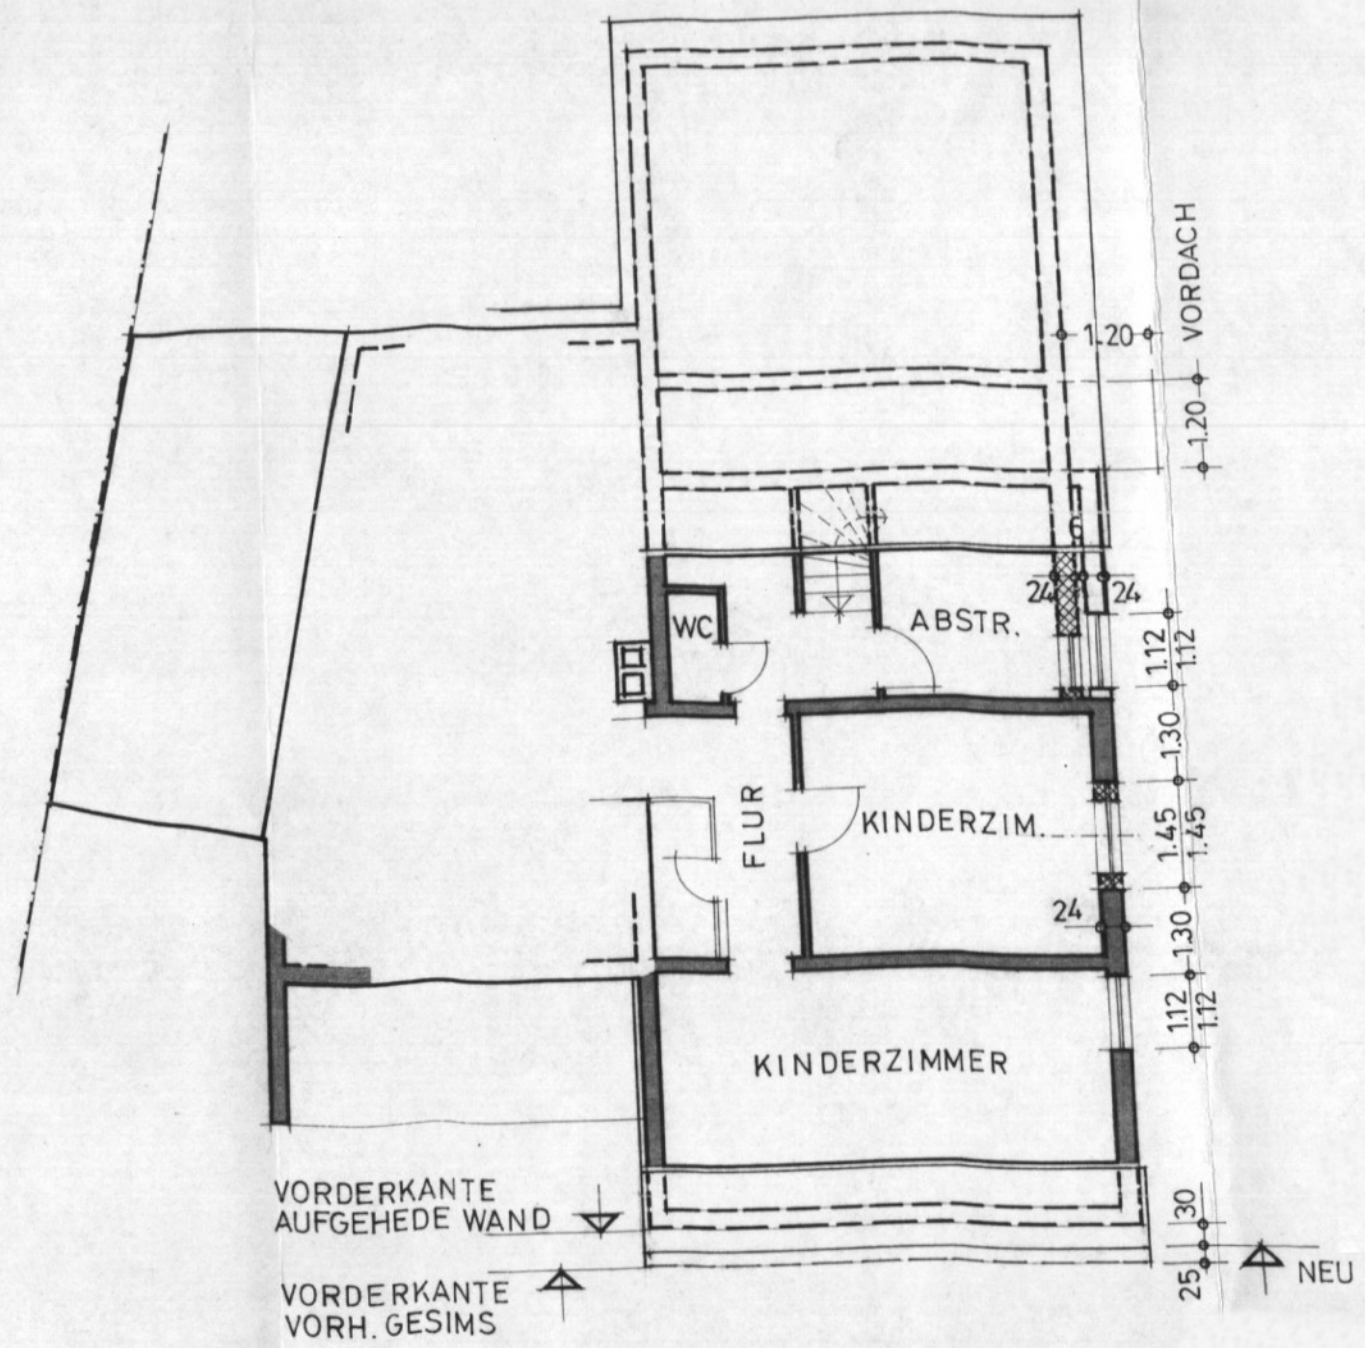 VORDACH
1.20
1.20
6
24
24
WC
ABSTR.
1.12
1.12
1.30
FLUR
KINDERZIM.
1.45
1.45
24
1.30
1.12
1.12
KINDERZIMMER
VORDERKANTE
AUFGEHEDE WAND
30
VORDERKANTE
VORH. GESIMS
25
NEU